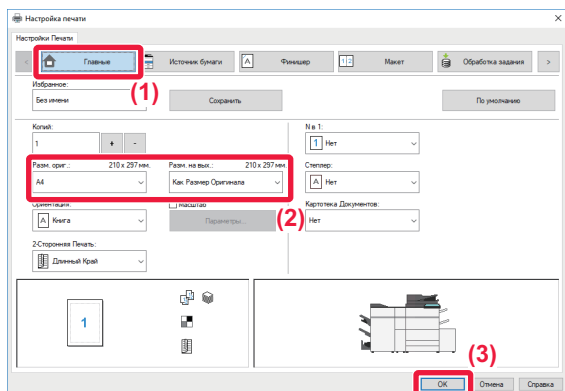 Настройка печати
Настройки Печати
Главные Источник бумаги Финишер Макет Обработка задания
(1)
Избранное:
Без имени Сохранить По умолчанию
Копий: N в 1:
1 + - 1 Нет
Разм. ориг.: 210 x 297 мм. Разм. на вых.: 210 x 297 мм. Степлер:
A4 Как Размер Оригинала A Нет
Ориентация: Масштаб Картотека Документов:
A Книга Параметры... (2) Нет
2-Сторонняя Печать:
Длинный Край
1
(3)
OK Отмена Справка